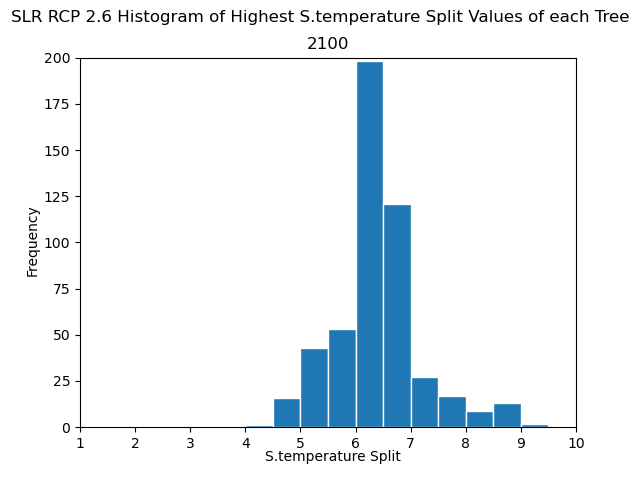 SLR RCP 2.6 Histogram of Highest S.temperature Split Values of each Tree
2100
200
175
150
125
100
75
50
25
0
Frequency
1 2 3 4 5 6 7 8 9 10
S.temperature Split